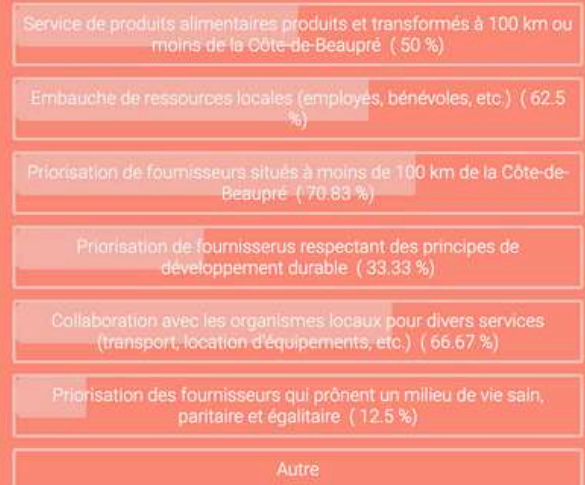 Service de produits alimentaires produits et transformés à 100 km ou
moins de la Côte-de-Beaupré ( 50 %)
Embauche de ressources locales (employés, bénévoles, etc.) ( 62.5
%)
Priorisation de fournisseurs situés à moins de 100 km de la Côte-de-
Beaupré ( 70.83 %)
Priorisation de fournisserus respectant des principes de
développement durable ( 33.33 %)
Collaboration avec les organismes locaux pour divers services
(transport, location d'équipements, etc.) ( 66.67 %)
Priorisation des fournisseurs qui prônent un milieu de vie sain,
paritaire et égalitaire ( 12.5 %)
Autre